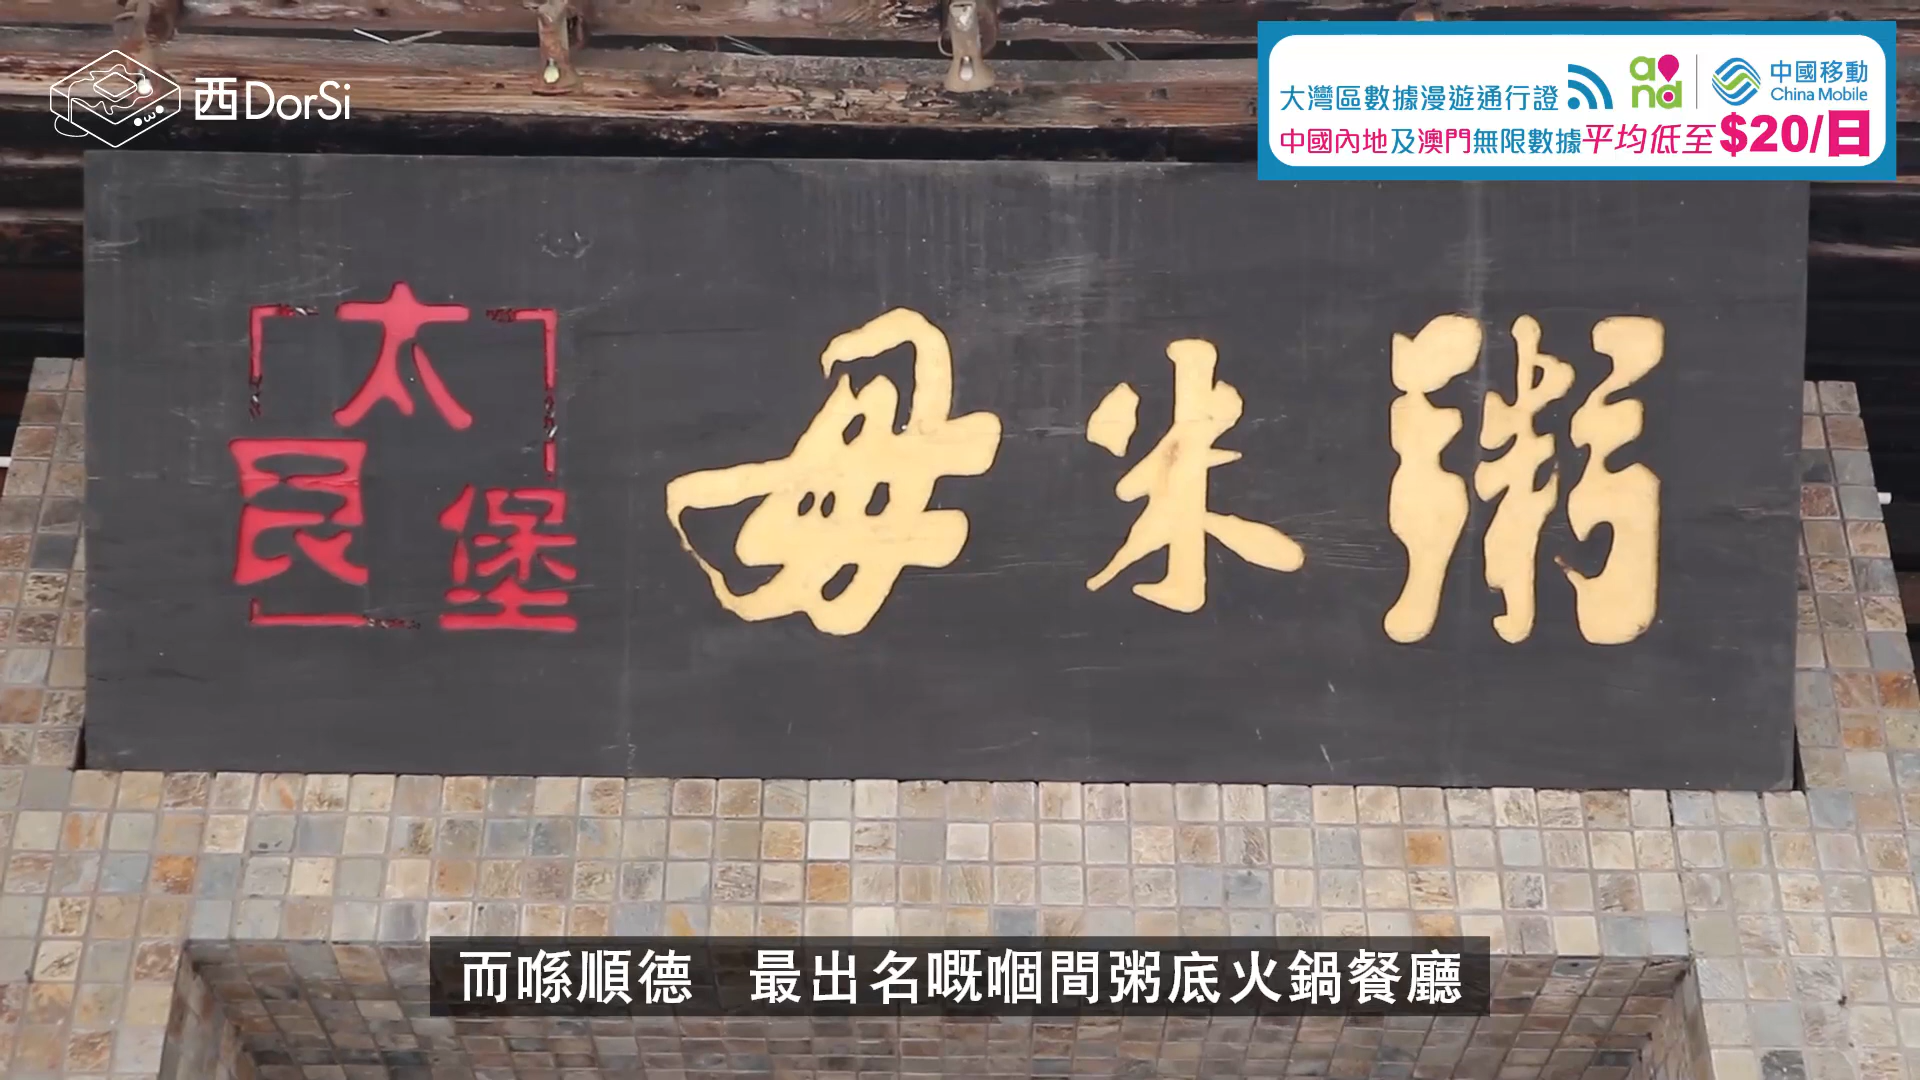 西DorSi
大灣區數據漫遊通行證
and
中國移動
China Mobile
中國內地及澳門無限數據平均低至$20/日
太艮堡
毋米粥
而喺順德 最出名嘅嗰間粥底火鍋餐廳